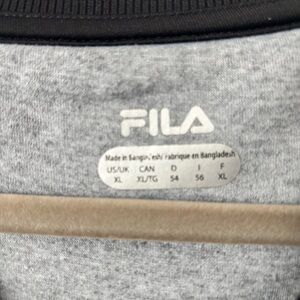 FILA
Made in Bangladesh/Fabrique en Bangladesh
US/UK CAN D I F
XL XL/TG 54 56 XL